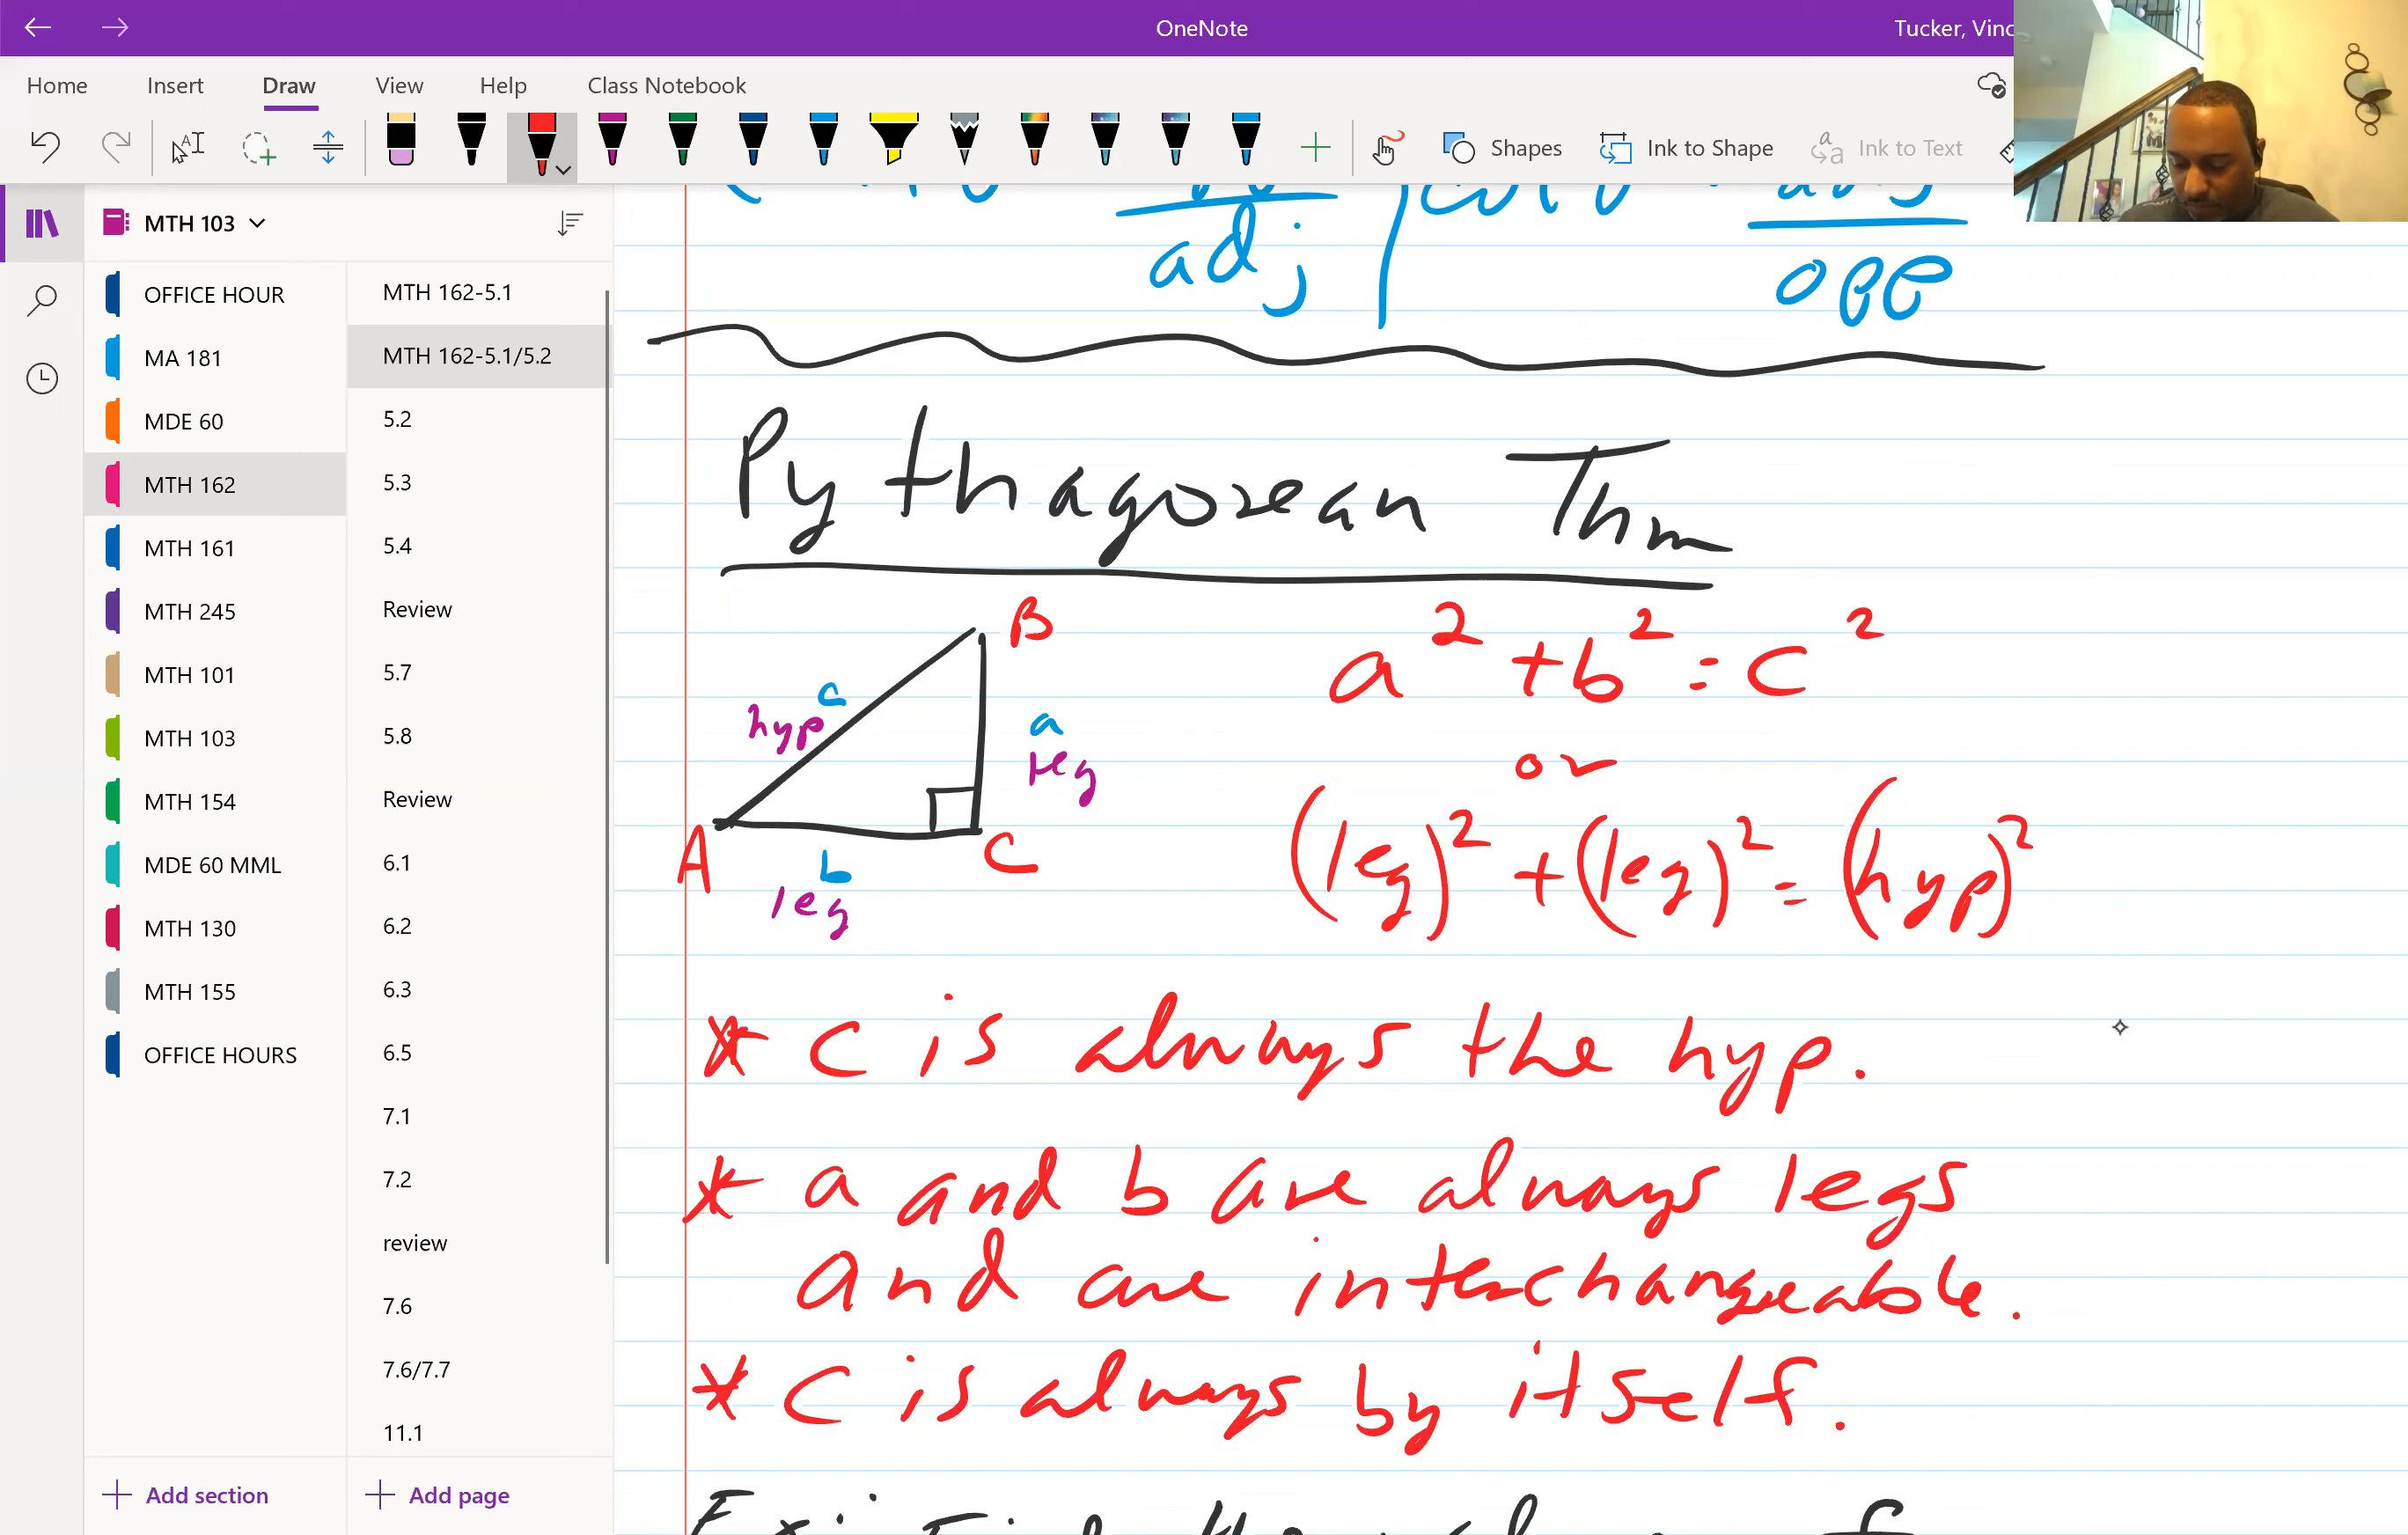 OneNote
Tucker, Vinc
Home Insert Draw View Help Class Notebook
Shapes Ink to Shape Ink to Text
MTH 103
OFFICE HOUR
MA 181
MDE 60
MTH 162
MTH 161
MTH 245
MTH 101
MTH 103
MTH 154
MDE 60 MML
MTH 130
MTH 155
OFFICE HOURS
Add section
MTH 162-5.1
MTH 162-5.1/5.2
5.2
5.3
5.4
Review
5.7
5.8
Review
6.1
6.2
6.3
6.5
7.1
7.2
review
7.6
7.6/7.7
11.1
Add page
adj opp
Pythagorean Thm
B
c
hyp
a
leg
A
C
b
leg
a² + b² = c²
or
(leg)² + (leg)² = (hyp)²
* c is always the hyp.
* a and b are always legs
and are interchangeable.
* c is always by itself.